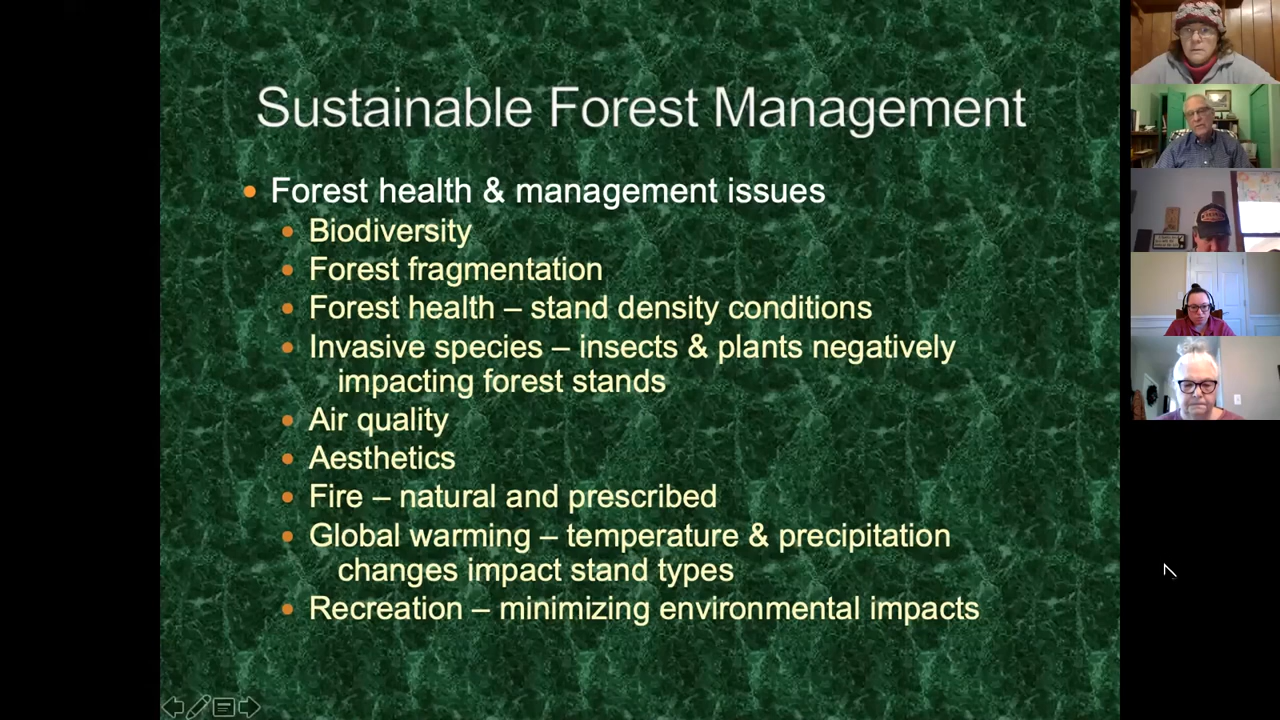 Sustainable Forest Management
• Forest health & management issues
• Biodiversity
• Forest fragmentation
• Forest health – stand density conditions
• Invasive species – insects & plants negatively
impacting forest stands
• Air quality
• Aesthetics
• Fire – natural and prescribed
• Global warming – temperature & precipitation
changes impact stand types
• Recreation – minimizing environmental impacts